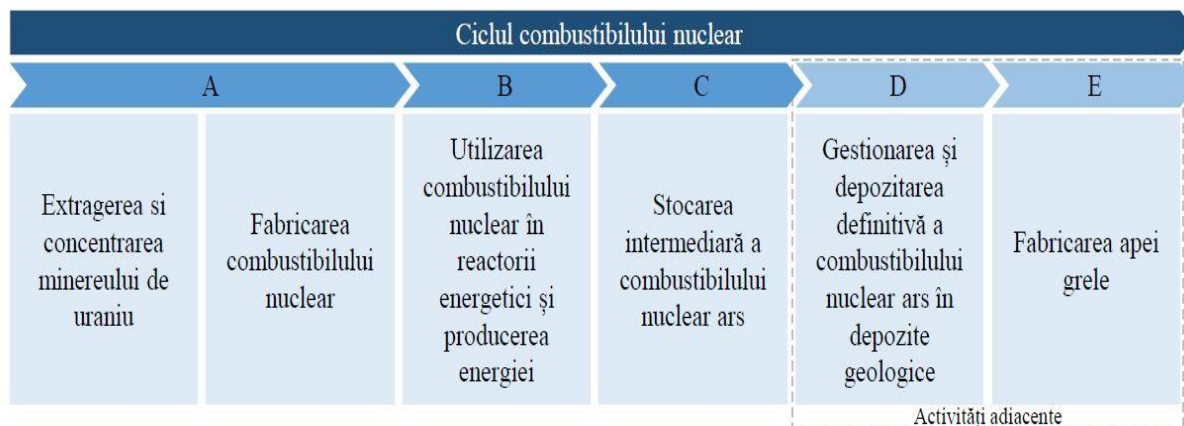 Ciclul combustibilului nuclear
A
B
C
D
E
Extragerea si
concentrarea
minereului de
uraniu
Fabricarea
combustibilului
nuclear
Utilizarea
combustibilului
nuclear în
reactorii
energetici și
producerea
energiei
Stocarea
intermediară a
combustibilului
nuclear ars
Gestionarea și
depozitarea
definitivă a
combustibilului
nuclear ars în
depozite
geologice
Fabricarea apei
grele
Activități adiacente